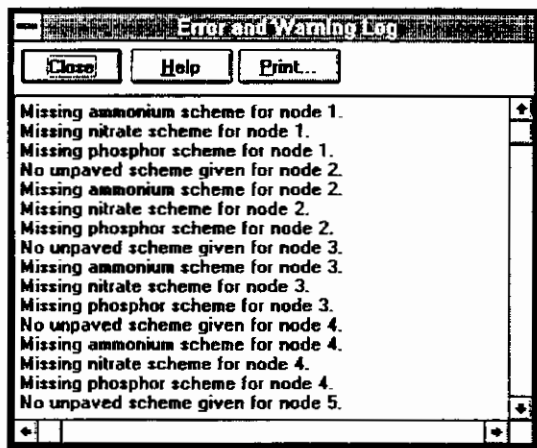 Error and Warning Log
Close Help Print...
Missing ammonium scheme for node 1.
Missing nitrate scheme for node 1.
Missing phosphor scheme for node 1.
No unpaved scheme given for node 2.
Missing ammonium scheme for node 2.
Missing nitrate scheme for node 2.
Missing phosphor scheme for node 2.
No unpaved scheme given for node 3.
Missing ammonium scheme for node 3.
Missing nitrate scheme for node 3.
Missing phosphor scheme for node 3.
No unpaved scheme given for node 4.
Missing ammonium scheme for node 4.
Missing nitrate scheme for node 4.
Missing phosphor scheme for node 4.
No unpaved scheme given for node 5.